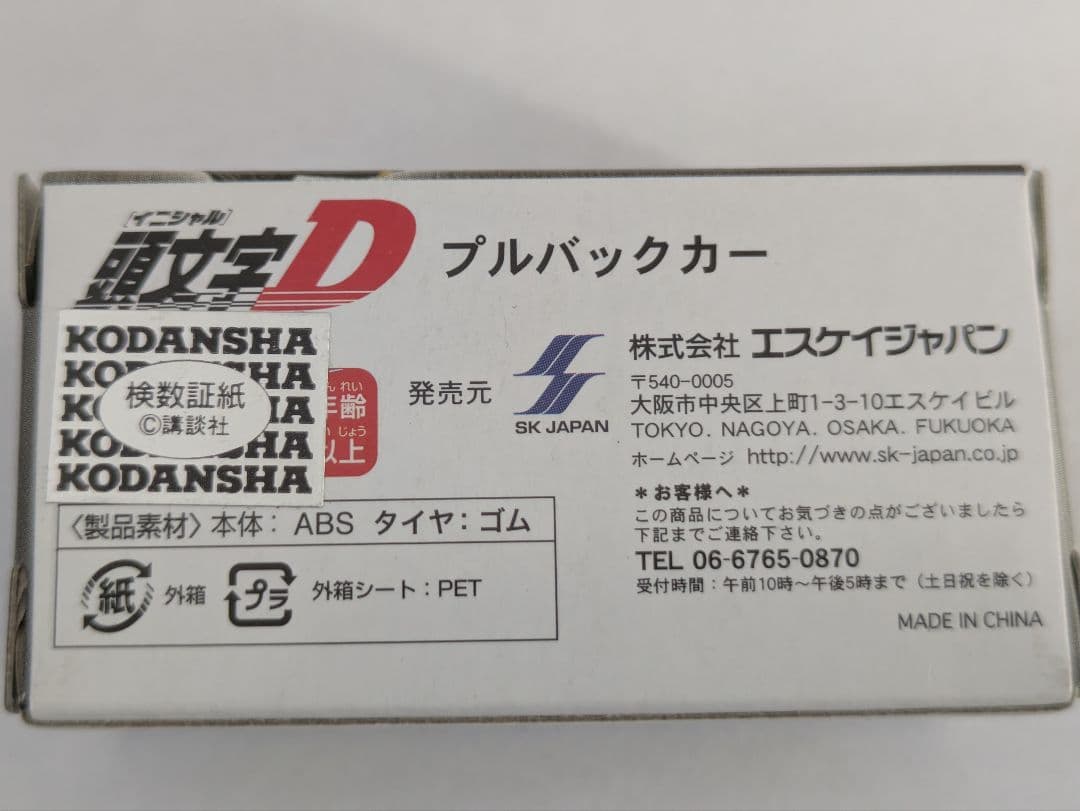 [イニシャル]
頭文字D プルバックカー
KODANSHA
KODANSHA
KODANSHA
KODANSHA
KODANSHA
検数証紙
©講談社
れい
齢
じょう
以上
発売元
SK JAPAN
株式会社 エスケイジャパン
〒540-0005
大阪市中央区上町1-3-10エスケイビル
TOKYO. NAGOYA. OSAKA. FUKUOKA
ホームページ http://www.sk-japan.co.jp
*お客様へ*
この商品についてお気づきの点がございましたら
下記までご連絡下さい。
TEL 06-6765-0870
受付時間:午前10時〜午後5時まで(土日祝を除く)
MADE IN CHINA
〈製品素材〉本体: ABS タイヤ:ゴム
紙 外箱 プラ 外箱シート:PET